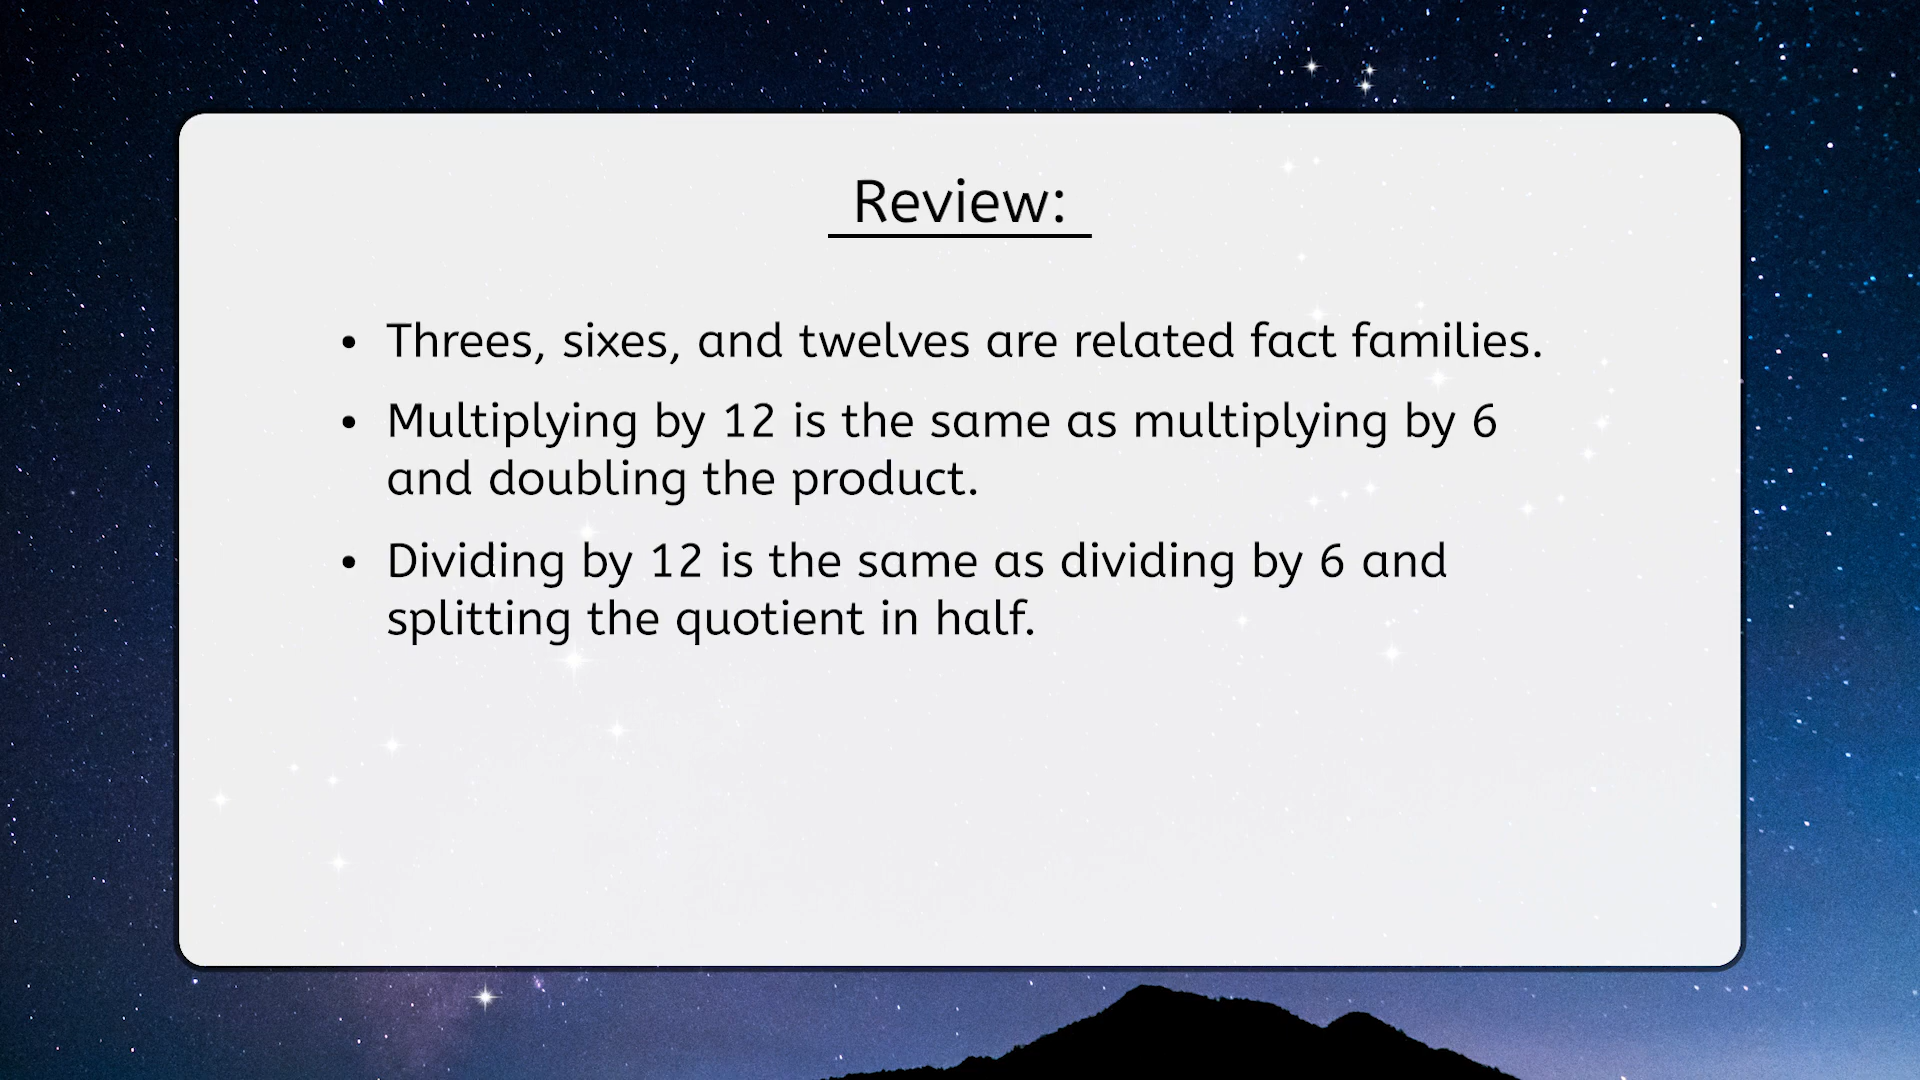 Review:
• Threes, sixes, and twelves are related fact families.
• Multiplying by 12 is the same as multiplying by 6
and doubling the product.
• Dividing by 12 is the same as dividing by 6 and
splitting the quotient in half.